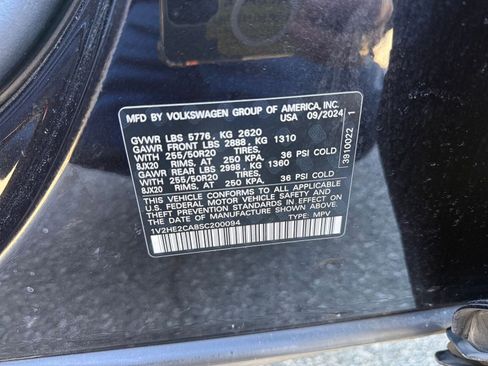 MFD BY VOLKSWAGEN GROUP OF AMERICA, INC.
USA 09/2024
GVWR LBS 5776, KG 2620
GAWR FRONT LBS 2888, KG 1310
WITH 255/50R20 TIRES,
8JX20 RIMS, AT 250 KPA, 36 PSI COLD
GAWR REAR LBS 2998, KG 1360
WITH 255/50R20 TIRES,
8JX20 RIMS, AT 250 KPA, 36 PSI COLD
THIS VEHICLE CONFORMS TO ALL APPLICABLE
U.S. FEDERAL MOTOR VEHICLE SAFETY AND
THEFT PREVENTION STANDARDS IN EFFECT ON
THE DATE OF MANUFACTURE SHOWN ABOVE.
1V2HE2CA8SC200094 TYPE: MPV
3910022 1